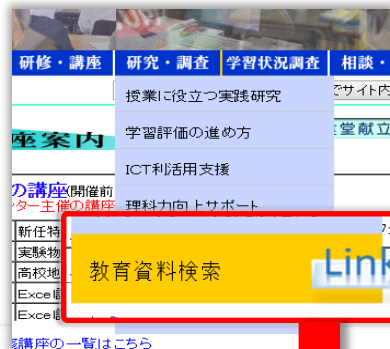 研修・講座 研究・調査 学習状況調査 相談・
授業に役立つ実践研究
でサイト内
座案内 学習評価の進め方 堂献立
ICT利活用支援
の講座(開催前
ター主催の講座 理科力向上サポート
新任特
実験物
高校地
教育資料検索 Link
Excel
Excel
修講座の一覧はこちら